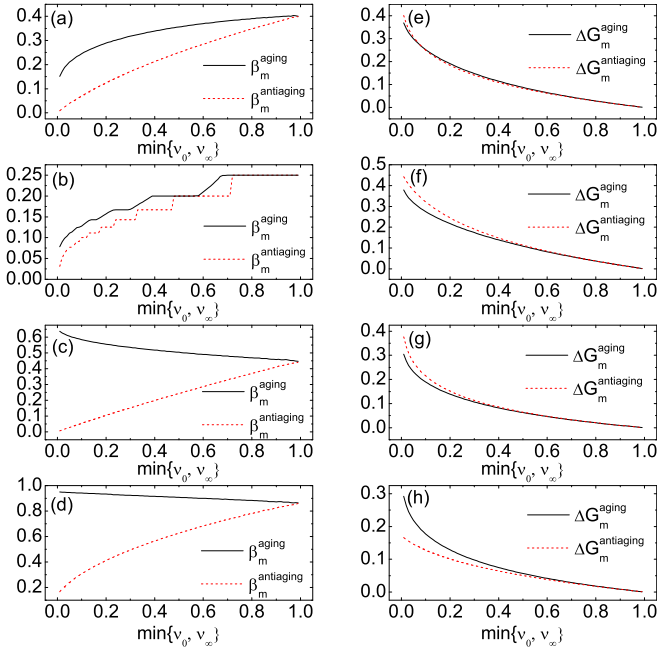 (a)
0.4
0.3
0.2
0.1
0.0
β_m^aging
β_m^antiaging
0.0 0.2 0.4 0.6 0.8 1.0
min{ν_0, ν_∞}
(b)
0.25
0.20
0.15
0.10
0.05
0.00
β_m^aging
β_m^antiaging
0.0 0.2 0.4 0.6 0.8 1.0
min{ν_0, ν_∞}
(c)
0.6
0.5
0.4
0.3
0.2
0.1
0.0
β_m^aging
β_m^antiaging
0.0 0.2 0.4 0.6 0.8 1.0
min{ν_0, ν_∞}
(d)
1.0
0.8
0.6
0.4
0.2
β_m^aging
β_m^antiaging
0.0 0.2 0.4 0.6 0.8 1.0
min{ν_0, ν_∞}
(e)
0.4
0.3
0.2
0.1
0.0
ΔG_m^aging
ΔG_m^antiaging
0.0 0.2 0.4 0.6 0.8 1.0
min{ν_0, ν_∞}
(f)
0.5
0.4
0.3
0.2
0.1
0.0
ΔG_m^aging
ΔG_m^antiaging
0.0 0.2 0.4 0.6 0.8 1.0
min{ν_0, ν_∞}
(g)
0.4
0.3
0.2
0.1
0.0
ΔG_m^aging
ΔG_m^antiaging
0.0 0.2 0.4 0.6 0.8 1.0
min{ν_0, ν_∞}
(h)
0.3
0.2
0.1
0.0
ΔG_m^aging
ΔG_m^antiaging
0.0 0.2 0.4 0.6 0.8 1.0
min{ν_0, ν_∞}